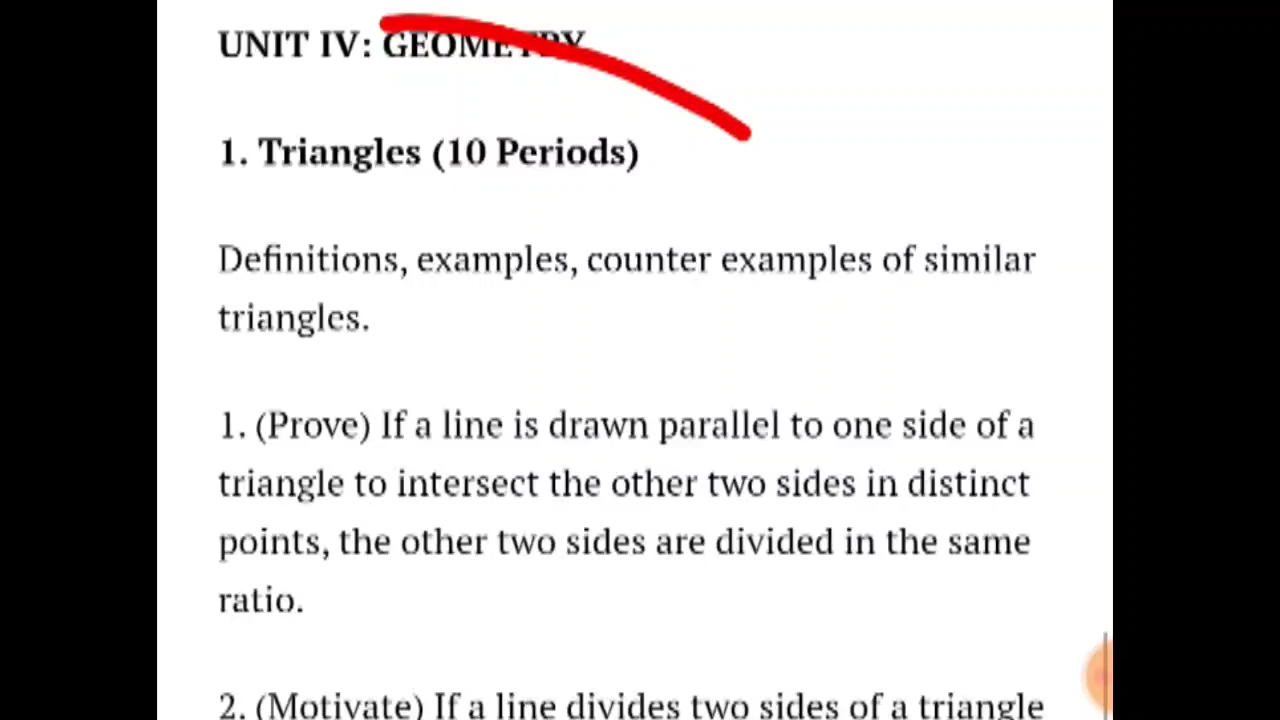 UNIT IV: GEOMETRY
1. Triangles (10 Periods)
Definitions, examples, counter examples of similar
triangles.
1. (Prove) If a line is drawn parallel to one side of a
triangle to intersect the other two sides in distinct
points, the other two sides are divided in the same
ratio.
2. (Motivate) If a line divides two sides of a triangle